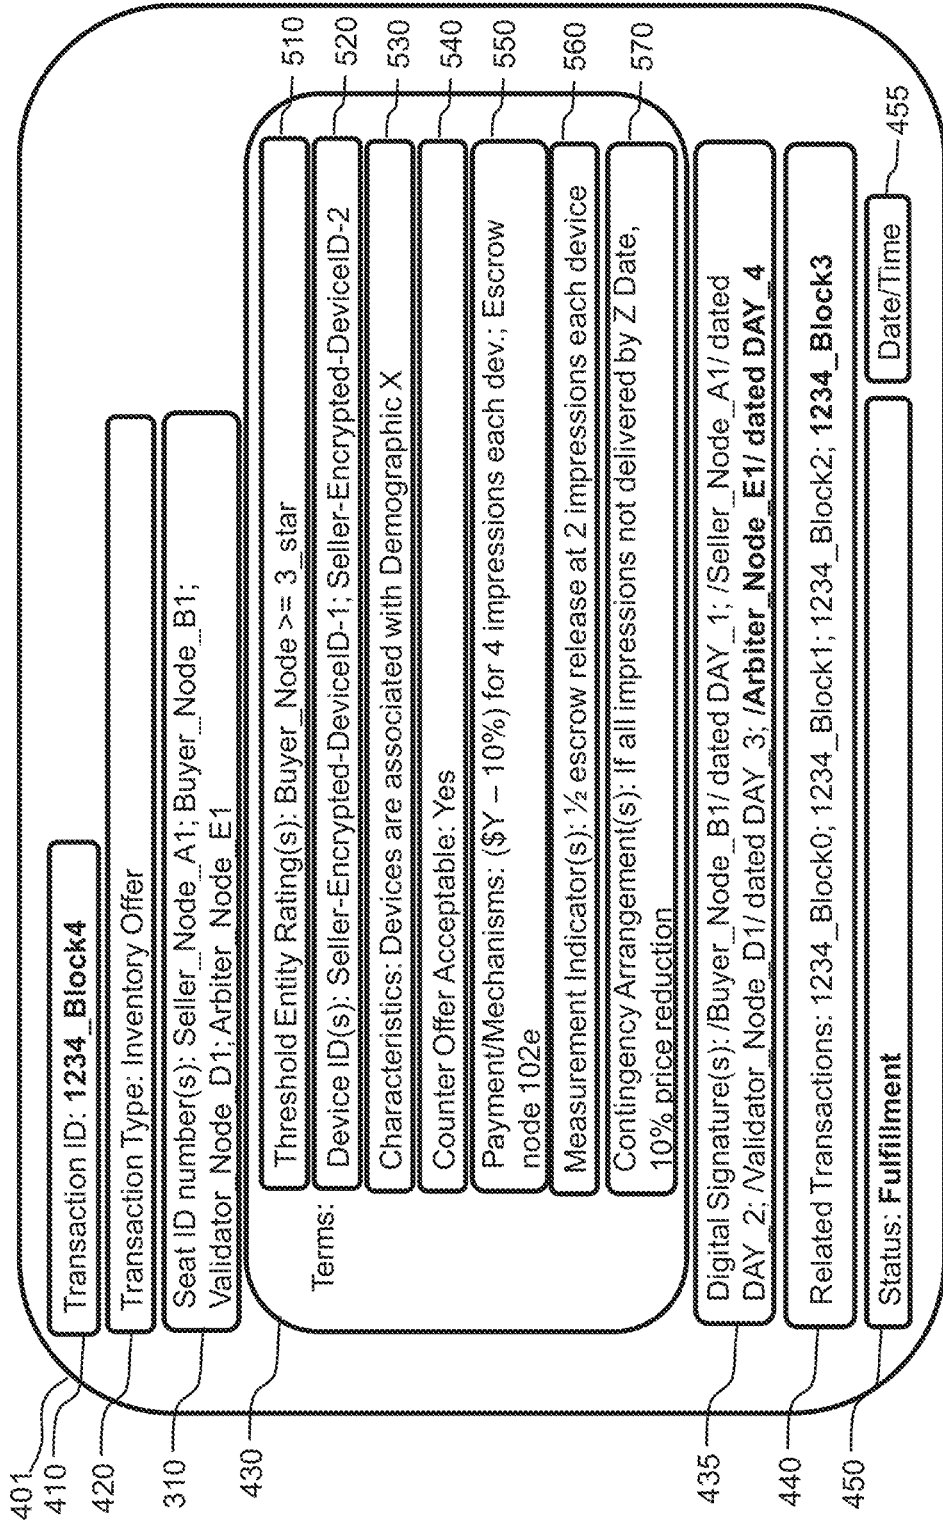 401
410
Transaction ID: 1234_Block4
420
Transaction Type: Inventory Offer
310
Seat ID number(s): Seller_Node_A1; Buyer_Node_B1;
Validator_Node_D1; Arbiter_Node_E1
430
Terms:
Threshold Entity Rating(s): Buyer_Node >= 3_star
510
Device ID(s): Seller-Encrypted-DeviceID-1; Seller-Encrypted-DeviceID-2
520
Characteristics: Devices are associated with Demographic X
530
Counter Offer Acceptable: Yes
540
Payment/Mechanisms: ($Y – 10%) for 4 impressions each dev.; Escrow
node 102e
550
Measurement Indicator(s): ½ escrow release at 2 impressions each device
560
Contingency Arrangement(s): If all impressions not delivered by Z Date,
10% price reduction
570
435
Digital Signature(s): /Buyer_Node_B1/ dated DAY_1; /Seller_Node_A1/ dated
DAY_2; /Validator_Node_D1/ dated DAY_3; /Arbiter_Node_E1/ dated DAY_4
440
Related Transactions: 1234_Block0; 1234_Block1; 1234_Block2; 1234_Block3
450
Status: Fulfillment
Date/Time
455